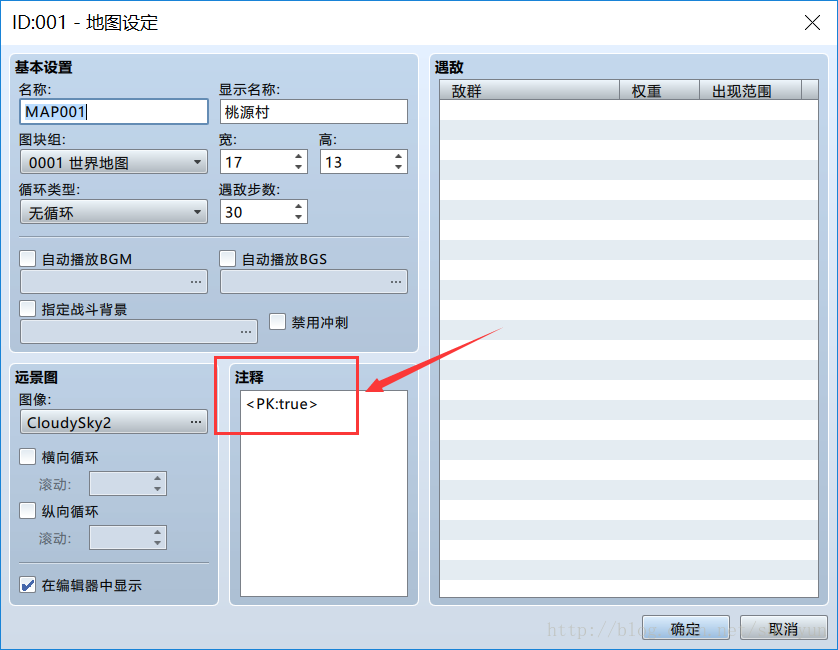 ID:001 - 地图设定
基本设置
名称:
显示名称:
MAP001
桃源村
图块组:
宽:
高:
0001 世界地图
17
13
循环类型:
遇敌步数:
无循环
30
自动播放BGM
自动播放BGS
...
...
指定战斗背景
...
禁用冲刺
远景图
图像:
CloudySky2
...
横向循环
滚动:
纵向循环
滚动:
在编辑器中显示
注释
<PK:true>
遇敌
敌群
权重
出现范围
http://blog.
确定
取消